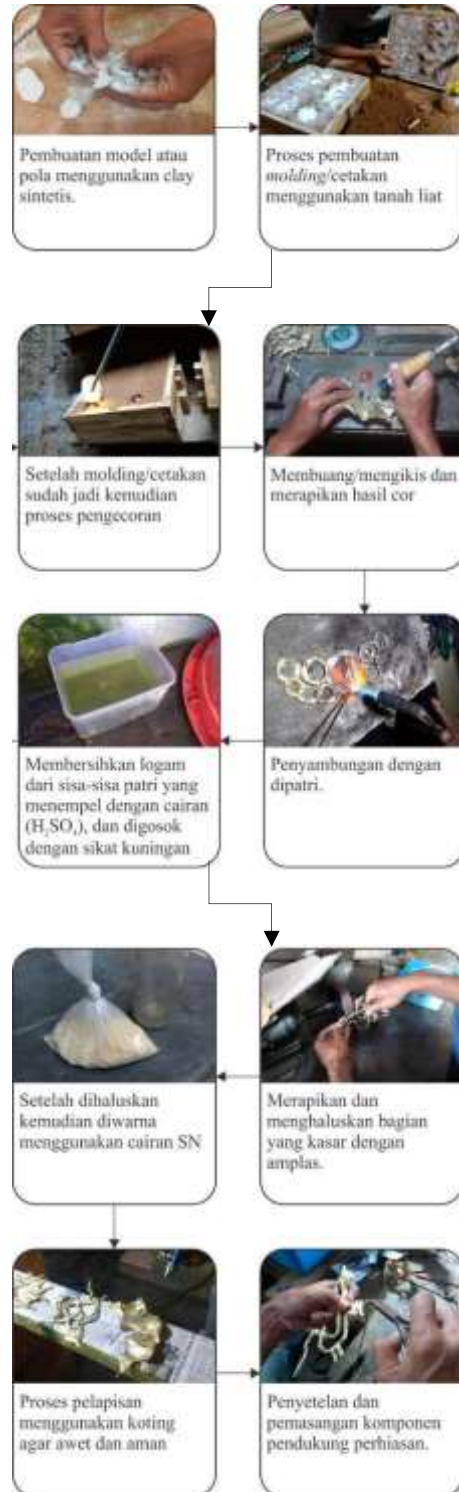 Pembuatan model atau
pola menggunakan clay
sintetis.
Proses pembuatan
molding/cetakan
menggunakan tanah liat
Setelah molding/cetakan
sudah jadi kemudian
proses pengecoran
Membuang/mengikis dan
merapikan hasil cor
Penyambungan dengan
dipatri.
Membersihkan logam
dari sisa-sisa patri yang
menempel dengan cairan
(H₂SO₄), dan digosok
dengan sikat kuningan
Merapikan dan
menghaluskan bagian
yang kasar dengan
amplas.
Setelah dihaluskan
kemudian diwarna
menggunakan cairan SN
Proses pelapisan
menggunakan koting
agar awet dan aman
Penyetelan dan
pemasangan komponen
pendukung perhiasan.